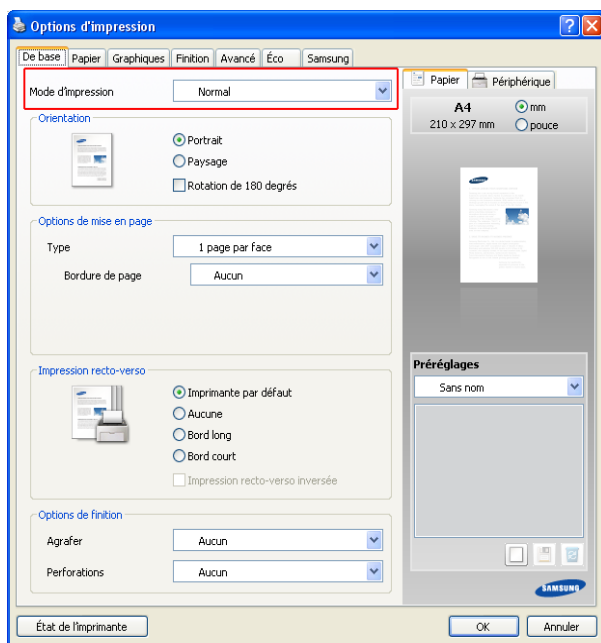 Options d'impression
De base Papier Graphiques Finition Avancé Éco Samsung
Mode d'impression Normal
Orientation
Portrait
Paysage
Rotation de 180 degrés
Options de mise en page
Type 1 page par face
Bordure de page Aucun
Impression recto-verso
Imprimante par défaut
Aucune
Bord long
Bord court
Impression recto-verso inversée
Options de finition
Agrafer Aucun
Perforations Aucun
Papier Périphérique
A4 mm
210 x 297 mm pouce
Préréglages
Sans nom
SAMSUNG
État de l'imprimante OK Annuler